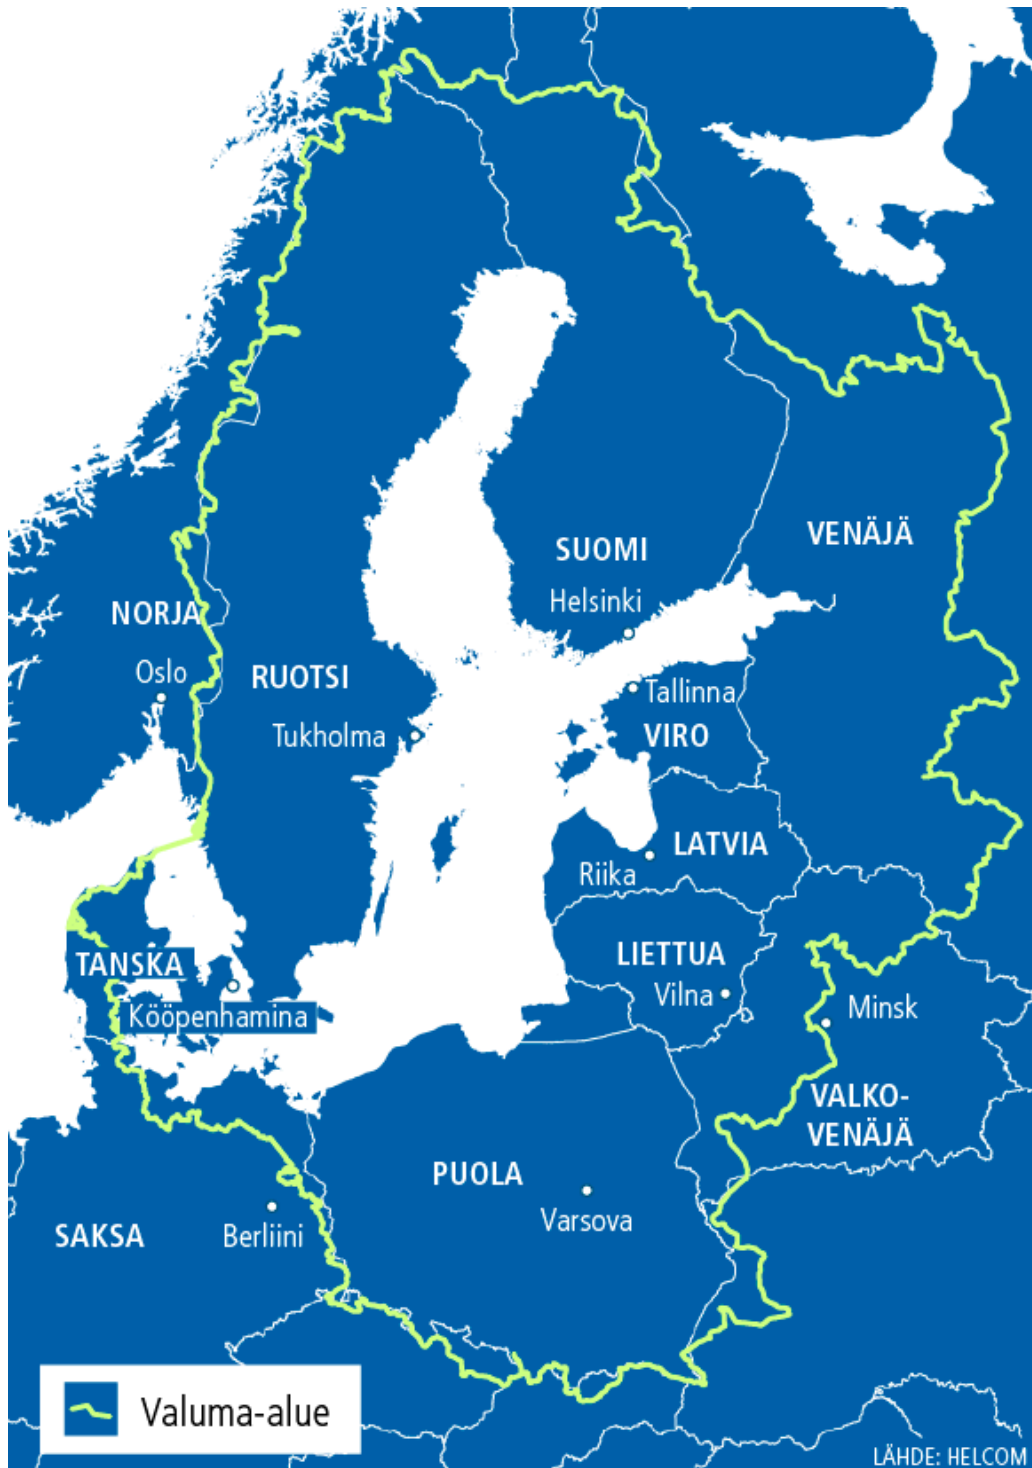 SUOMI
Helsinki
VENÄJÄ
NORJA
Oslo
RUOTSI
Tukholma
Tallinna
VIRO
LATVIA
Riika
LIETTUA
Vilna
TANSKA
Kööpenhamina
Minsk
VALKO-
VENÄJÄ
PUOLA
Varsova
SAKSA
Berliini
Valuma-alue
LÄHDE: HELCOM